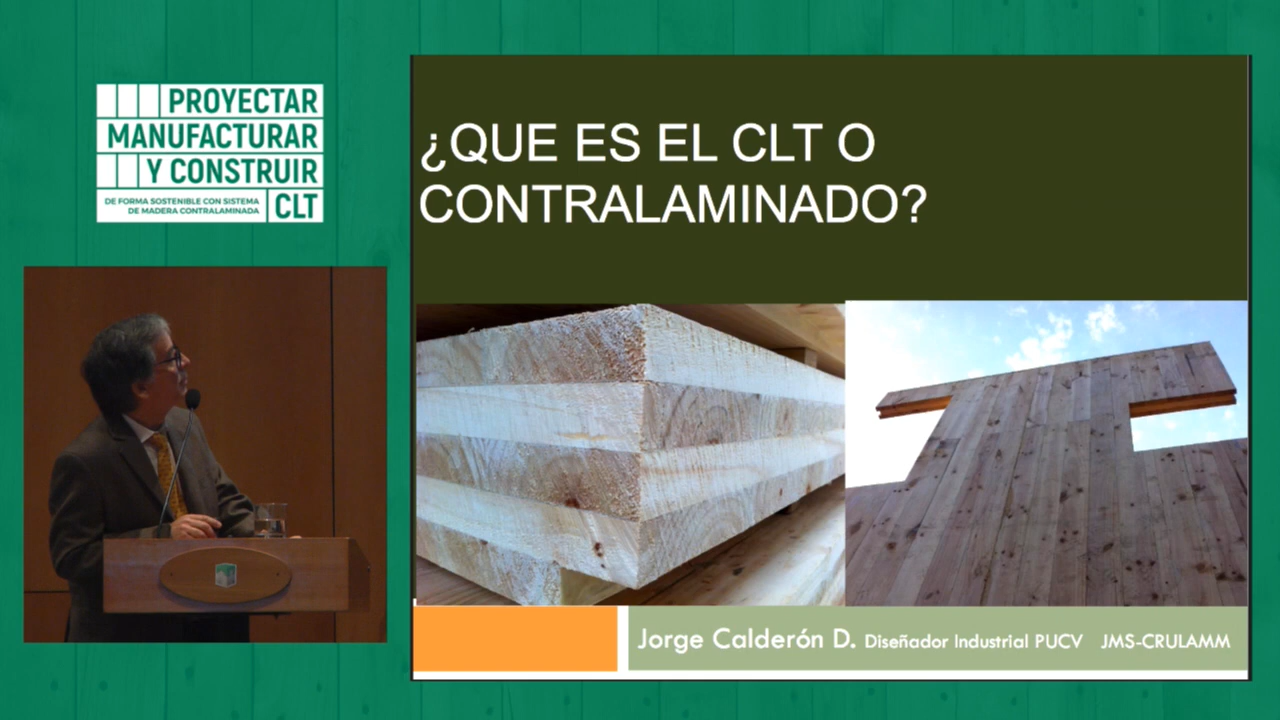 PROYECTAR
MANUFACTURAR
Y CONSTRUIR
DE FORMA SOSTENIBLE CON SISTEMA
DE MADERA CONTRALAMINADA
CLT
¿QUE ES EL CLT O
CONTRALAMINADO?
Jorge Calderón D. Diseñador Industrial PUCV JMS-CRULAMM